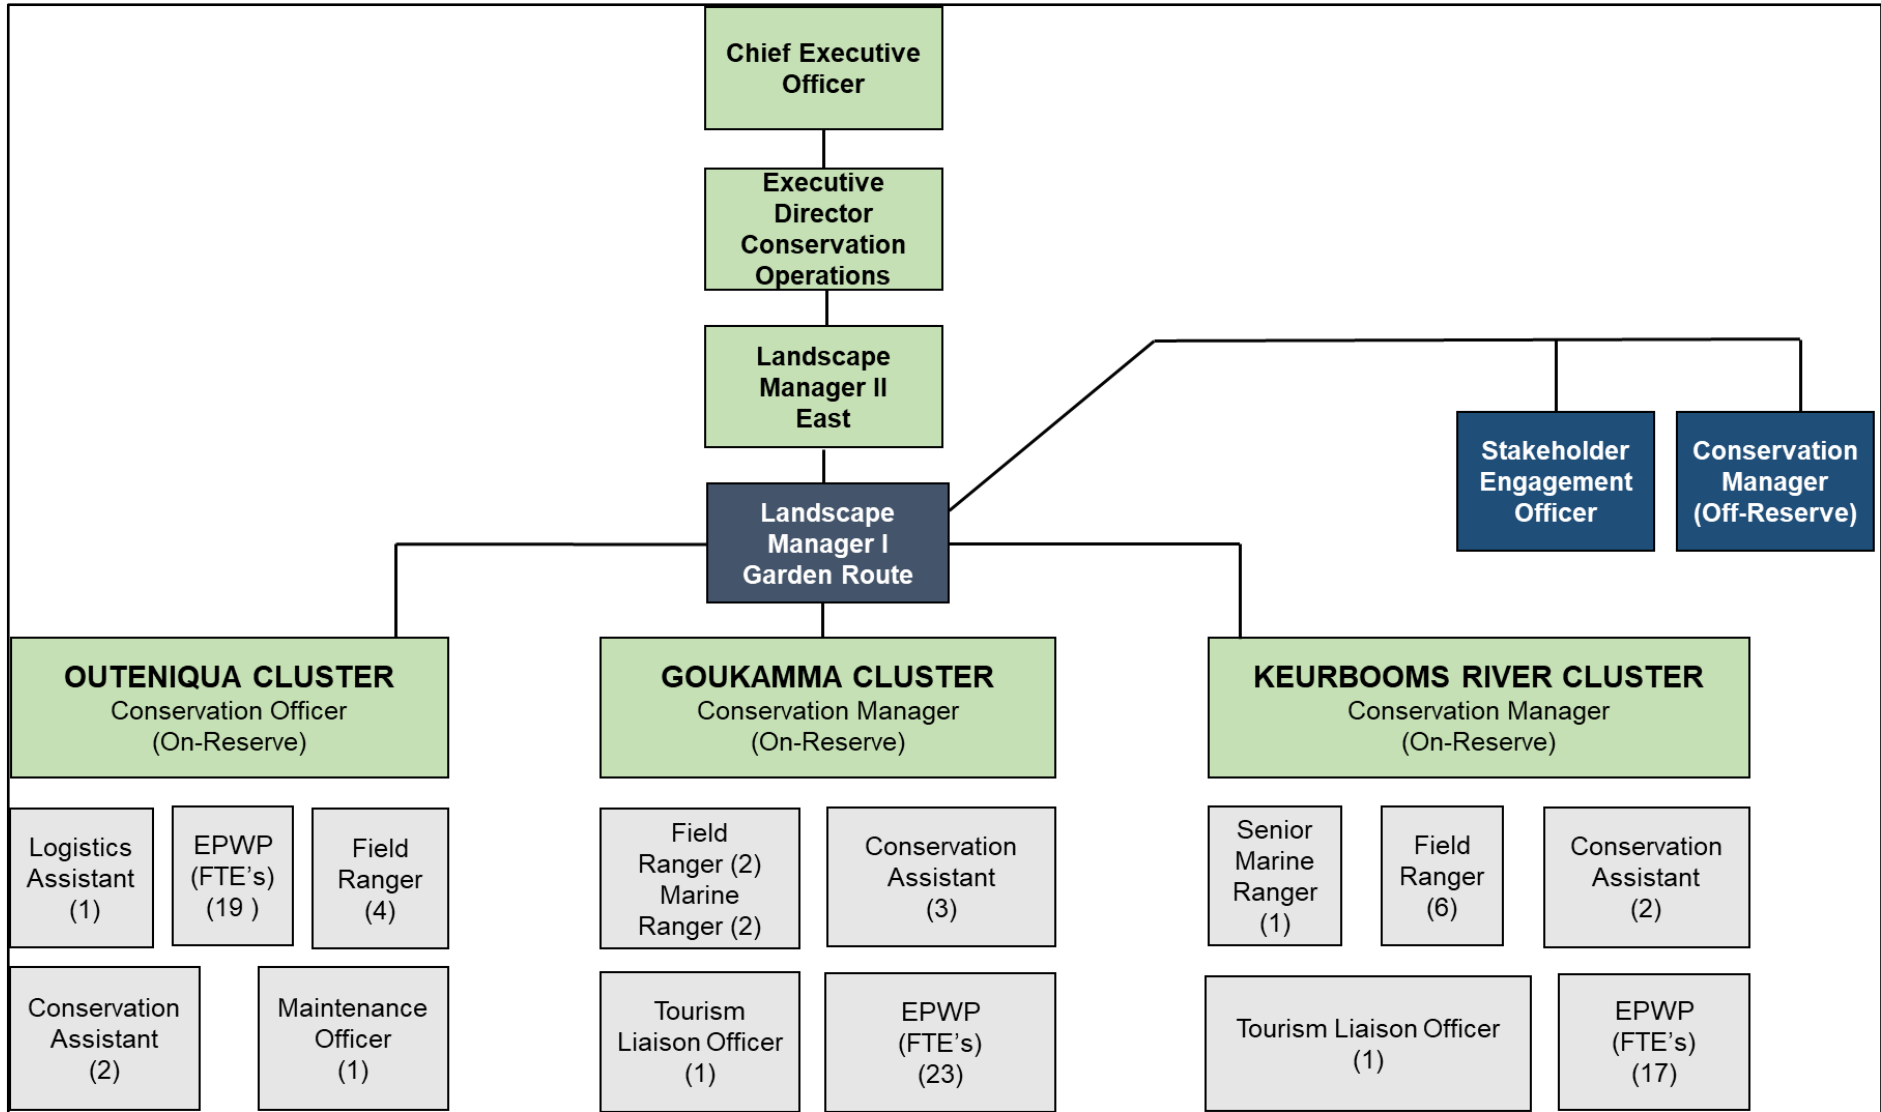 Chief Executive
Officer
Executive
Director
Conservation
Operations
Landscape
Manager II
East
Stakeholder
Engagement
Officer
Conservation
Manager
(Off-Reserve)
Landscape
Manager I
Garden Route
OUTENIQUA CLUSTER
Conservation Officer
(On-Reserve)
GOUKAMMA CLUSTER
Conservation Manager
(On-Reserve)
KEURBOOMS RIVER CLUSTER
Conservation Manager
(On-Reserve)
Logistics
Assistant
(1)
EPWP
(FTE’s)
(19 )
Field
Ranger
(4)
Conservation
Assistant
(2)
Maintenance
Officer
(1)
Field
Ranger (2)
Marine
Ranger (2)
Conservation
Assistant
(3)
Tourism
Liaison Officer
(1)
EPWP
(FTE’s)
(23)
Senior
Marine
Ranger
(1)
Field
Ranger
(6)
Conservation
Assistant
(2)
Tourism Liaison Officer
(1)
EPWP
(FTE’s)
(17)